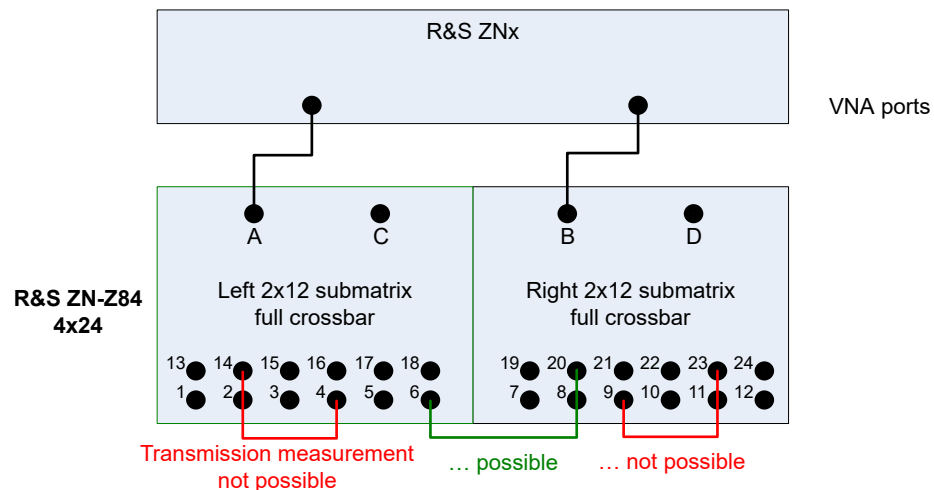 R&S ZNx
VNA ports
A
C
B
D
R&S ZN-Z84
4x24
Left 2x12 submatrix
full crossbar
Right 2x12 submatrix
full crossbar
13 14 15 16 17 18
1 2 3 4 5 6
19 20 21 22 23 24
7 8 9 10 11 12
Transmission measurement
not possible
… possible
… not possible